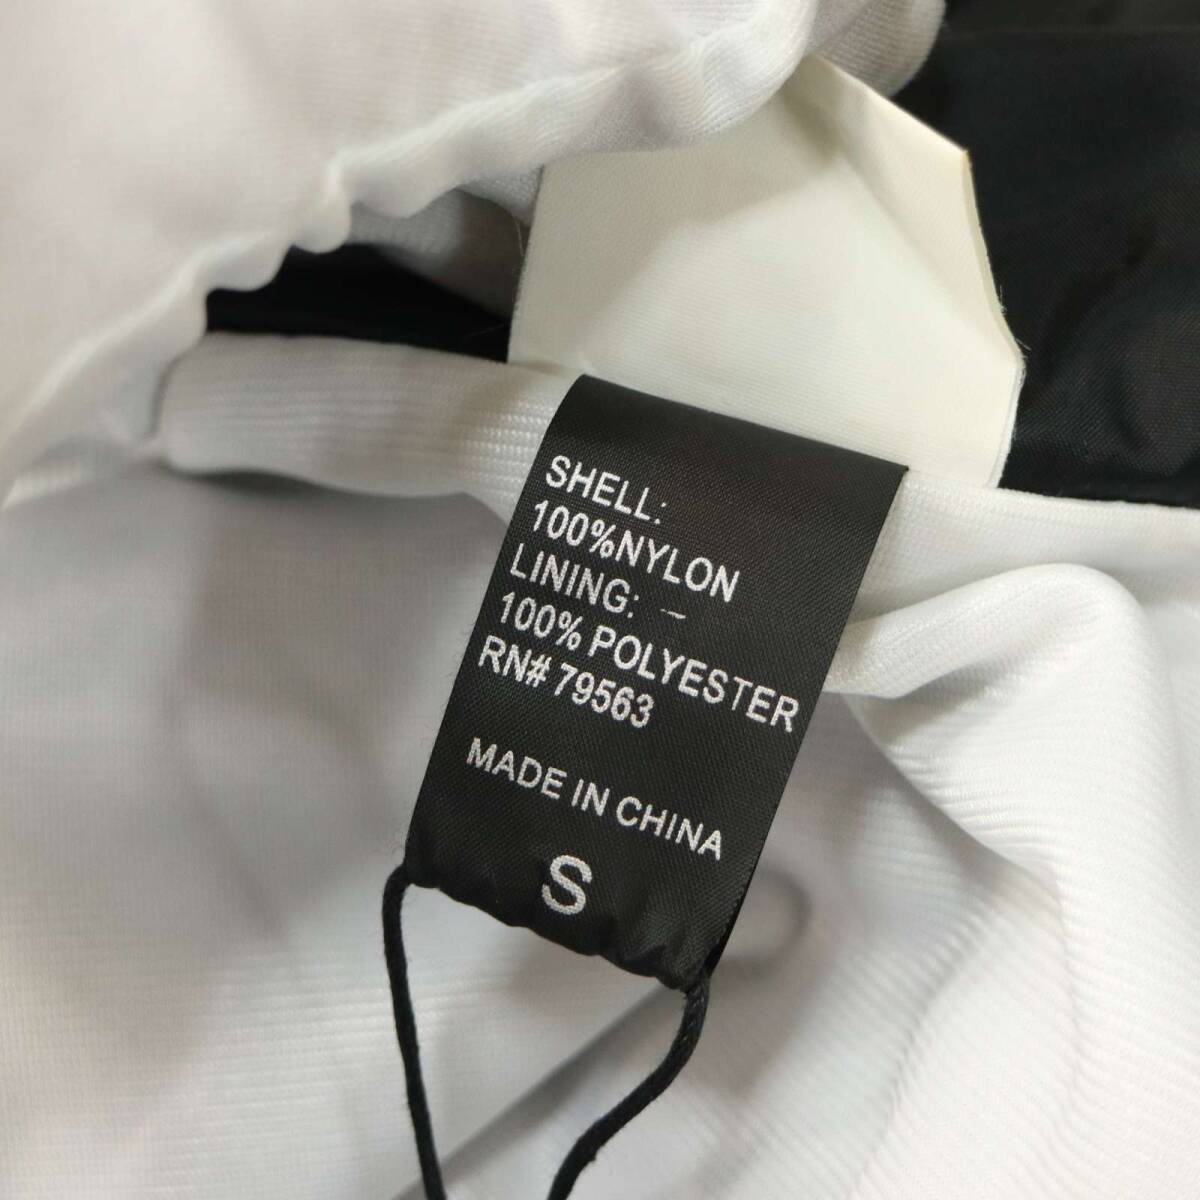 SHELL:
100%NYLON
LINING: –
100% POLYESTER
RN# 79563
MADE IN CHINA
S